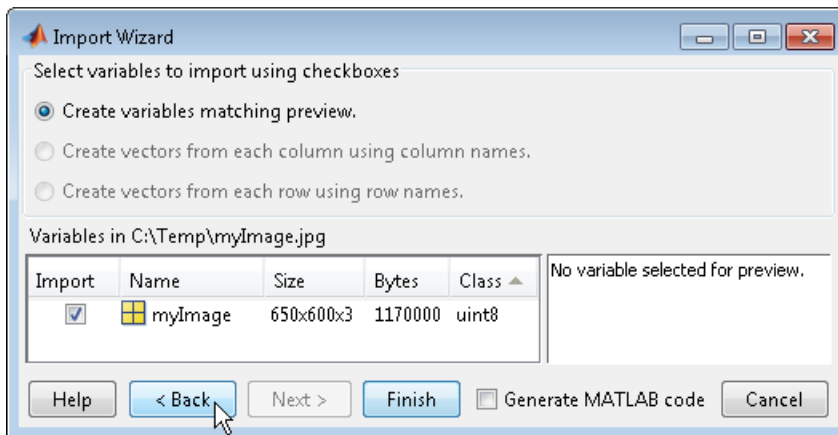 Import Wizard
Select variables to import using checkboxes
Create variables matching preview.
Create vectors from each column using column names.
Create vectors from each row using row names.
Variables in C:\Temp\myImage.jpg
Import Name Size Bytes Class
No variable selected for preview.
myImage 650x600x3 1170000 uint8
Help < Back Next > Finish Generate MATLAB code Cancel